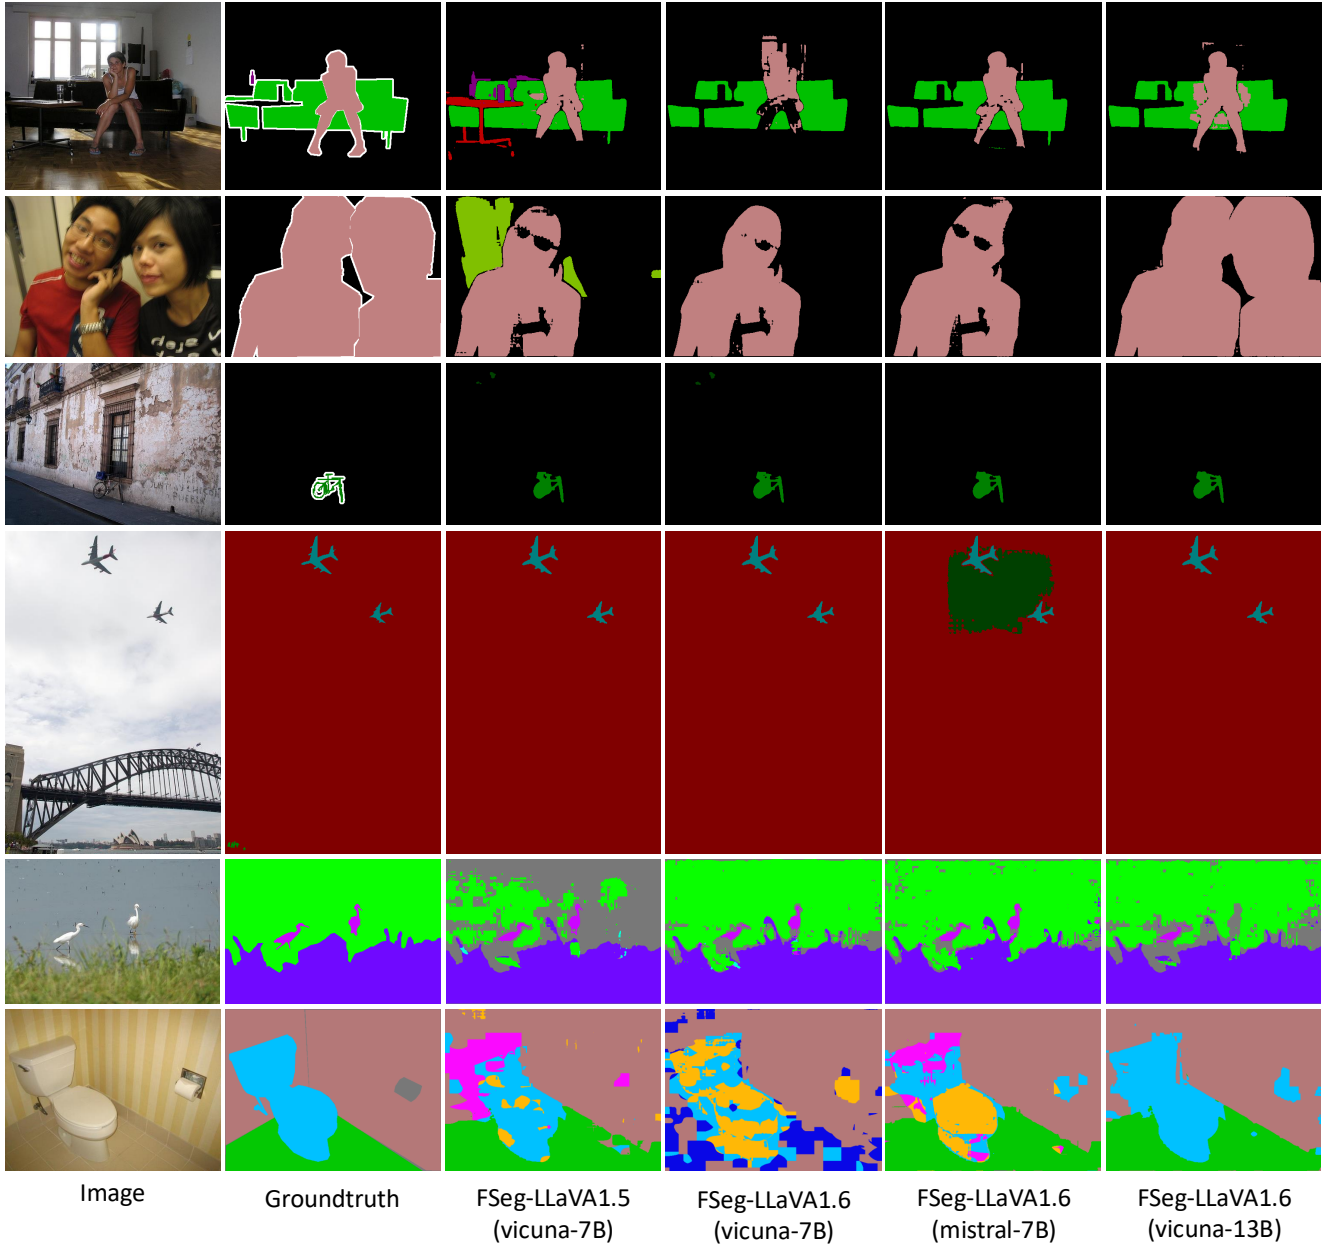 Image
Groundtruth
FSeg-LLaVA1.5
(vicuna-7B)
FSeg-LLaVA1.6
(vicuna-7B)
FSeg-LLaVA1.6
(mistral-7B)
FSeg-LLaVA1.6
(vicuna-13B)